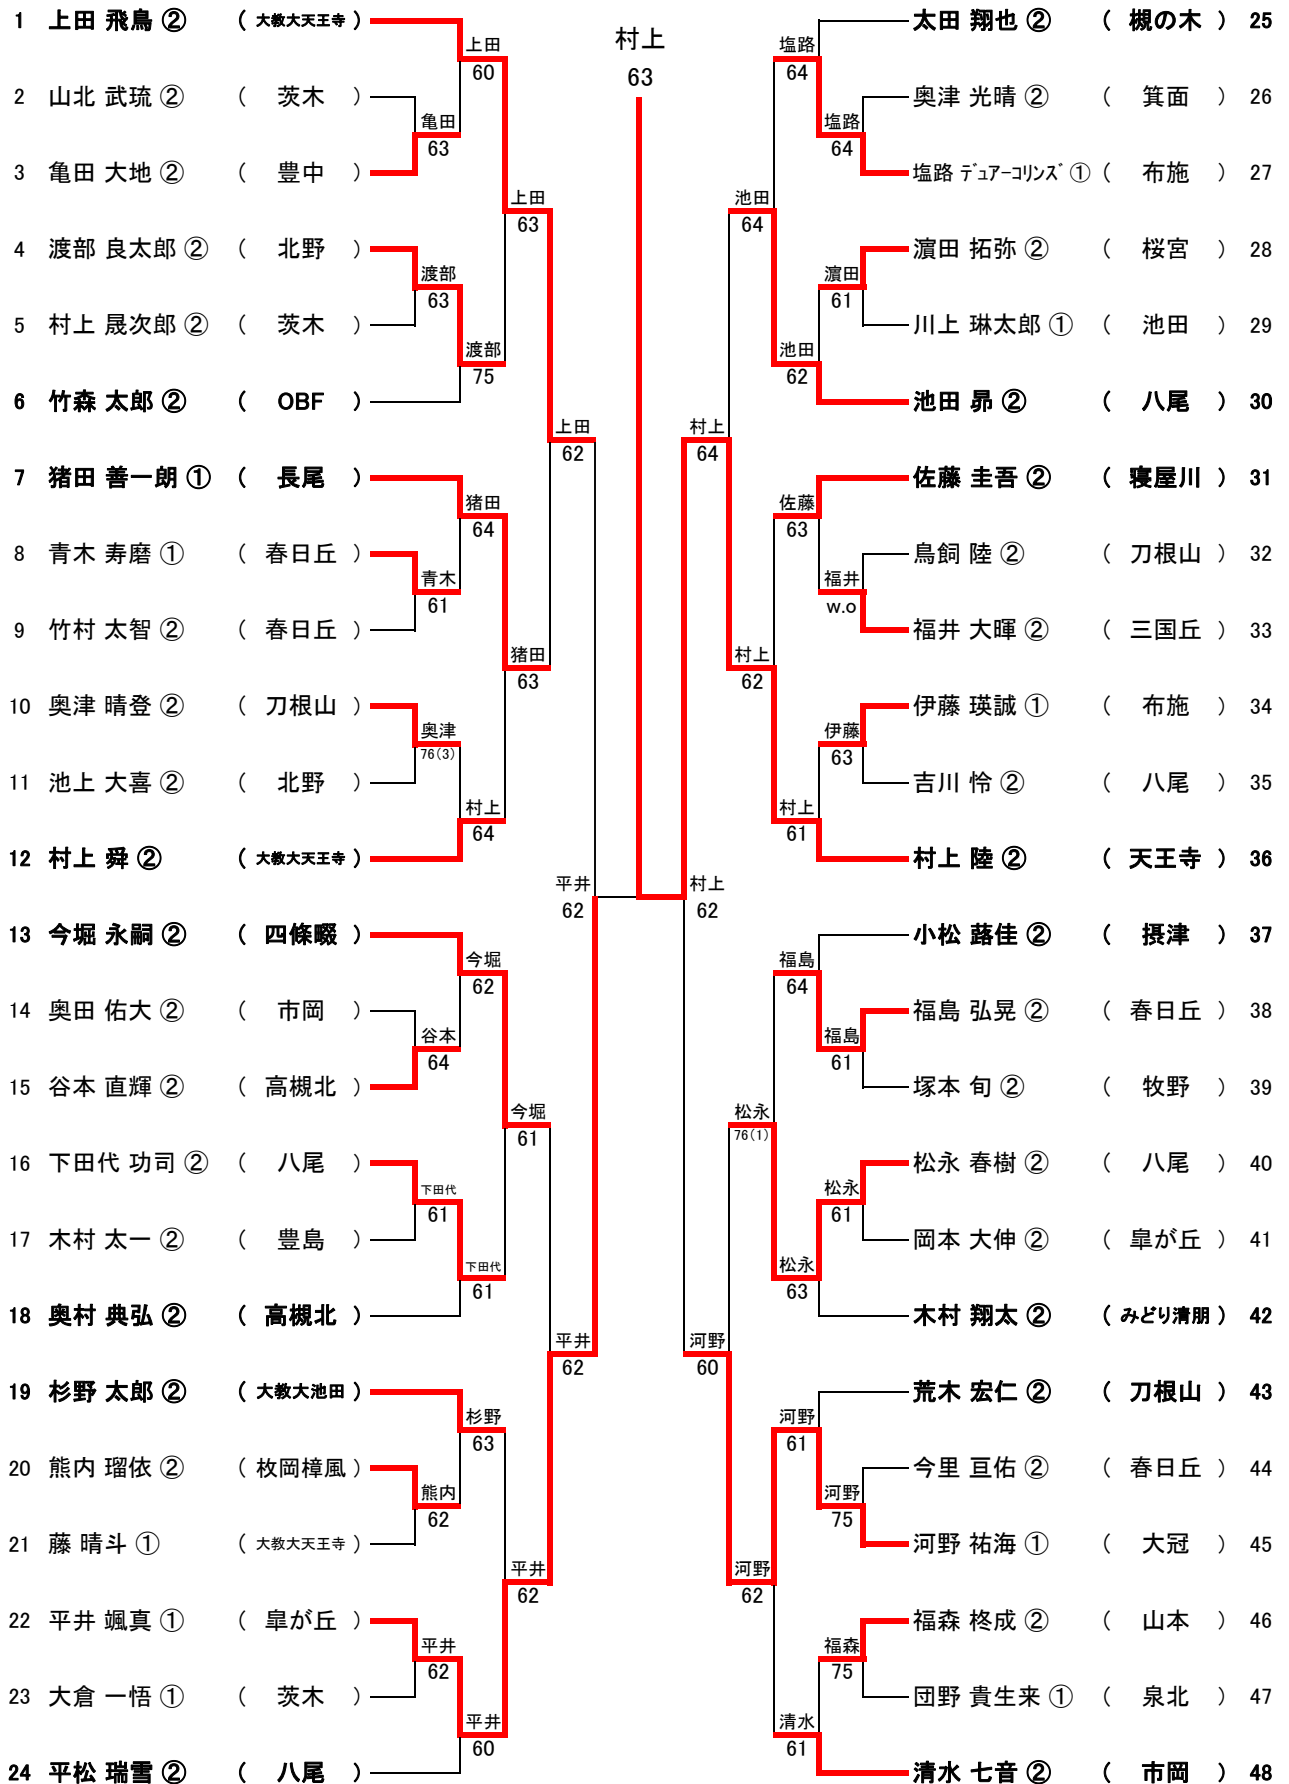 村上
63
1 上田 飛鳥 ② ( 大教大天王寺 )
上田
60
2 山北 武琉 ② ( 茨木 )
亀田
63
3 亀田 大地 ② ( 豊中 )
上田
63
4 渡部 良太郎 ② ( 北野 )
渡部
63
5 村上 晟次郎 ② ( 茨木 )
渡部
75
6 竹森 太郎 ② ( OBF )
上田
62
7 猪田 善一朗 ① ( 長尾 )
猪田
64
8 青木 寿磨 ① ( 春日丘 )
青木
61
9 竹村 太智 ② ( 春日丘 )
猪田
63
10 奥津 晴登 ② ( 刀根山 )
奥津
76(3)
11 池上 大喜 ② ( 北野 )
村上
64
12 村上 舜 ② ( 大教大天王寺 )
平井
62
13 今堀 永嗣 ② ( 四條畷 )
今堀
62
14 奥田 佑大 ② ( 市岡 )
谷本
64
15 谷本 直輝 ② ( 高槻北 )
今堀
61
16 下田代 功司 ② ( 八尾 )
下田代
61
17 木村 太一 ② ( 豊島 )
下田代
61
18 奥村 典弘 ② ( 高槻北 )
平井
62
19 杉野 太郎 ② ( 大教大池田 )
杉野
63
20 熊内 瑠依 ② ( 枚岡樟風 )
熊内
62
21 藤 晴斗 ① ( 大教大天王寺 )
平井
62
22 平井 颯真 ① ( 皐が丘 )
平井
62
23 大倉 一悟 ① ( 茨木 )
平井
60
24 平松 瑞雪 ② ( 八尾 )
太田 翔也 ② ( 槻の木 ) 25
塩路
64
奥津 光晴 ② ( 箕面 ) 26
塩路
64
塩路 デュアーコリンズ ① ( 布施 ) 27
池田
64
濵田 拓弥 ② ( 桜宮 ) 28
濵田
61
川上 琳太郎 ① ( 池田 ) 29
池田
62
池田 昴 ② ( 八尾 ) 30
村上
64
佐藤 圭吾 ② ( 寝屋川 ) 31
佐藤
63
鳥飼 陸 ② ( 刀根山 ) 32
福井
w.o
福井 大暉 ② ( 三国丘 ) 33
村上
62
伊藤 瑛誠 ① ( 布施 ) 34
伊藤
63
吉川 怜 ② ( 八尾 ) 35
村上
61
村上 陸 ② ( 天王寺 ) 36
村上
62
小松 蕗佳 ② ( 摂津 ) 37
福島
64
福島 弘晃 ② ( 春日丘 ) 38
福島
61
塚本 旬 ② ( 牧野 ) 39
松永
76(1)
松永 春樹 ② ( 八尾 ) 40
松永
61
岡本 大伸 ② ( 皐が丘 ) 41
松永
63
木村 翔太 ② ( みどり清朋 ) 42
河野
60
荒木 宏仁 ② ( 刀根山 ) 43
河野
61
今里 亘佑 ② ( 春日丘 ) 44
河野
75
河野 祐海 ① ( 大冠 ) 45
河野
62
福森 柊成 ② ( 山本 ) 46
福森
75
団野 貴生来 ① ( 泉北 ) 47
清水
61
清水 七音 ② ( 市岡 ) 48